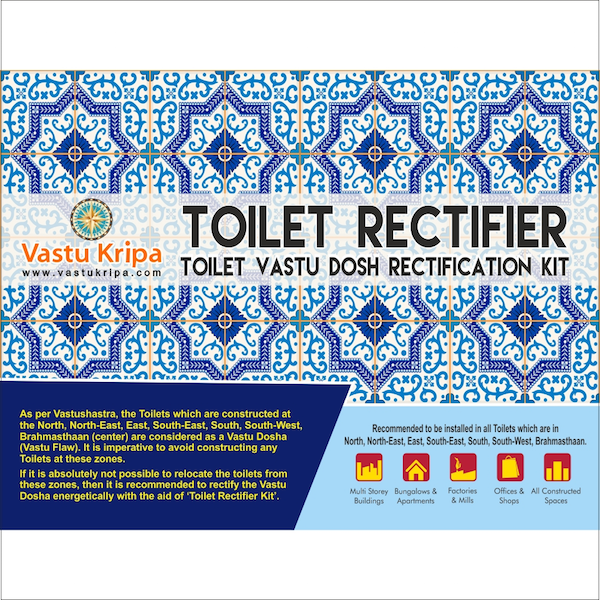 Vastu Kripa
www.vastukripa.com
TOILET RECTIFIER
TOILET VASTU DOSH RECTIFICATION KIT
As per Vastushastra, the Toilets which are constructed at
the North, North-East, East, South-East, South, South-West,
Brahmasthaan (center) are considered as a Vastu Dosha
(Vastu Flaw). It is imperative to avoid constructing any
Toilets at these zones.
If it is absolutely not possible to relocate the toilets from
these zones, then it is recommended to rectify the Vastu
Dosha energetically with the aid of ‘Toilet Rectifier Kit’.
Recommended to be installed in all Toilets which are in
North, North-East, East, South-East, South, South-West, Brahmasthaan.
Multi Storey
Buildings
Bungalows &
Apartments
Factories
& Mills
Offices &
Shops
All Constructed
Spaces